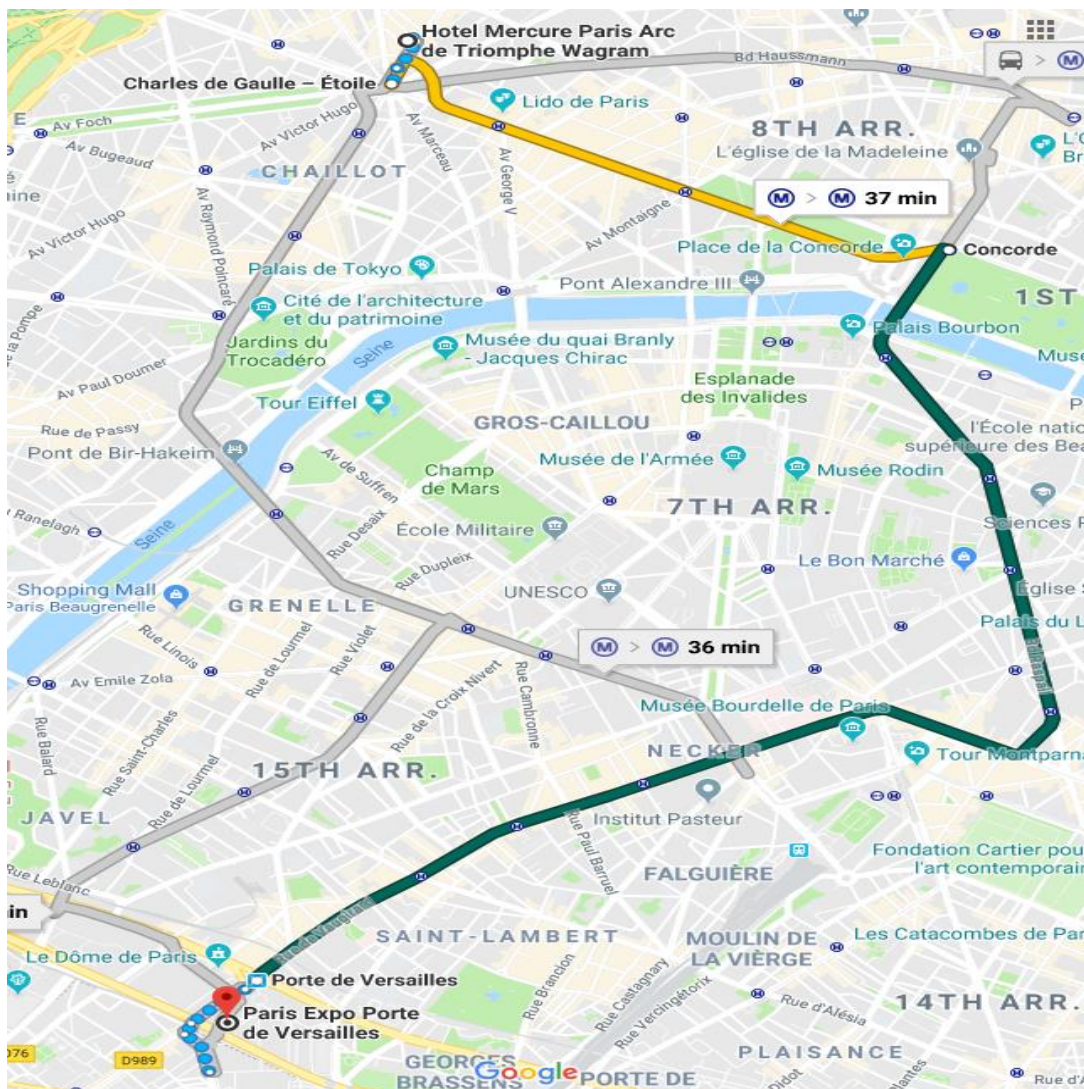 Hotel Mercure Paris Arc
de Triomphe Wagram
Charles de Gaulle – Étoile
Bd Haussmann
Lido de Paris
8TH ARR.
L'église de la Madeleine
Av Foch
Av Bugeaud
Av Victor Hugo
CHAILLOT
Av Marceau
Av George V
Av Raymond Poincaré
Av Victor Hugo
Av Montaigne
M > M 37 min
Place de la Concorde
Concorde
Palais de Tokyo
Pont Alexandre III
1ST
Cité de l'architecture
et du patrimoine
Jardins du
Trocadéro
Seine
Musée du quai Branly
- Jacques Chirac
Palais Bourbon
Av Paul Doumer
Tour Eiffel
Esplanade
des Invalides
Rue de Passy
GROS-CAILLOU
Pont de Bir-Hakeim
Av de Suffren
Champ
de Mars
Musée de l'Armée
Musée Rodin
7TH ARR.
Seine
Rue Desaix
École Militaire
Rue Dupleix
Le Bon Marché
Shopping Mall
Paris Beaugrenelle
GRENELLE
UNESCO
Rue Linois
Rue de Lourmel
Rue Violet
M > M 36 min
Av Emile Zola
Rue de la Croix Nivert
Rue Cambronne
Musée Bourdelle de Paris
Rue Balard
Rue Saint-Charles
Rue de Lourmel
15TH ARR.
NECKER
JAVEL
Institut Pasteur
Rue Paul Barruel
Rue Leblanc
FALGUIÈRE
Fondation Cartier
l'art
SAINT-LAMBERT
MOULIN DE
LA VIÈRGE
Les Catacombes de
Le Dôme de Paris
Porte de Versailles
Paris Expo Porte
de Versailles
Rue Brancion
Rue Castagnary
Rue Vercingétorix
Rue d'Alésia
14TH ARR.
D989
GEORGES
BRASSENS
Google
PORTE DE
PLAISANCE